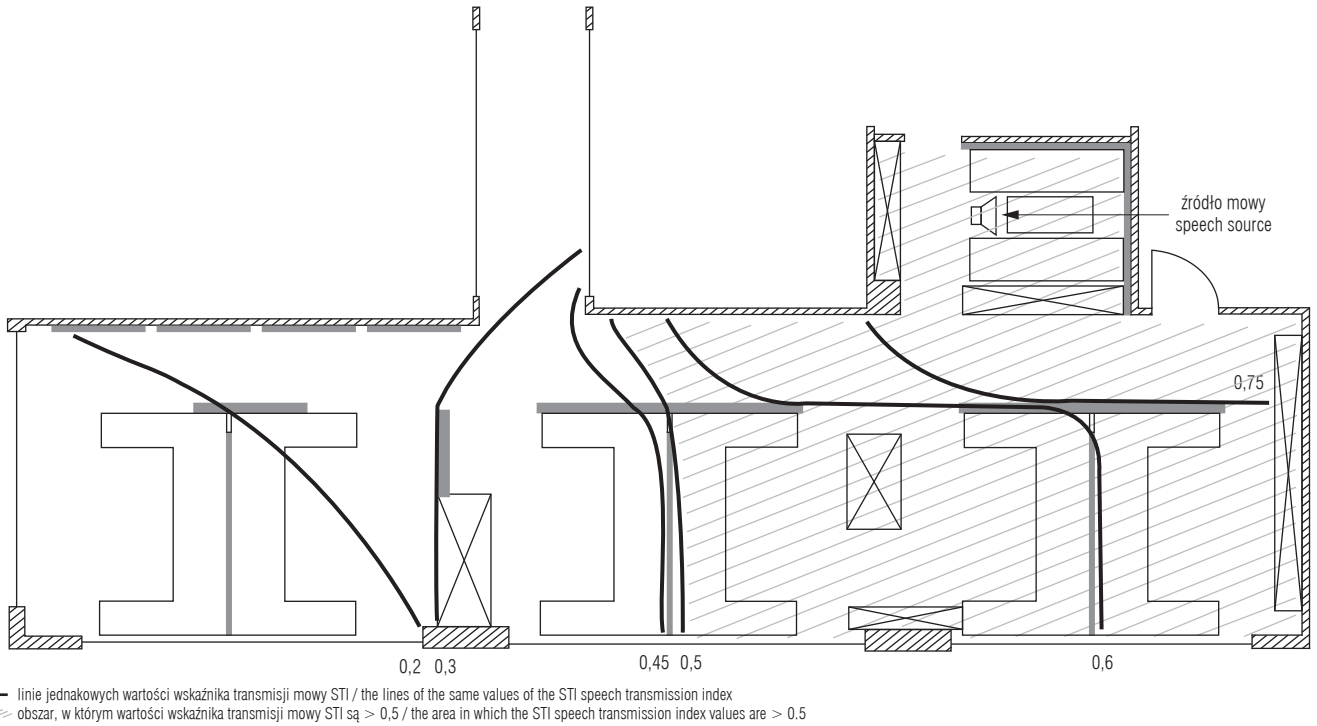 źródło mowy
speech source
0,75
0,2 0,3 0,45 0,5 0,6
linie jednakowych wartości wskaźnika transmisji mowy STI / the lines of the same values of the STI speech transmission index
obszar, w którym wartości wskaźnika transmisji mowy STI są > 0,5 / the area in which the STI speech transmission index values are > 0.5